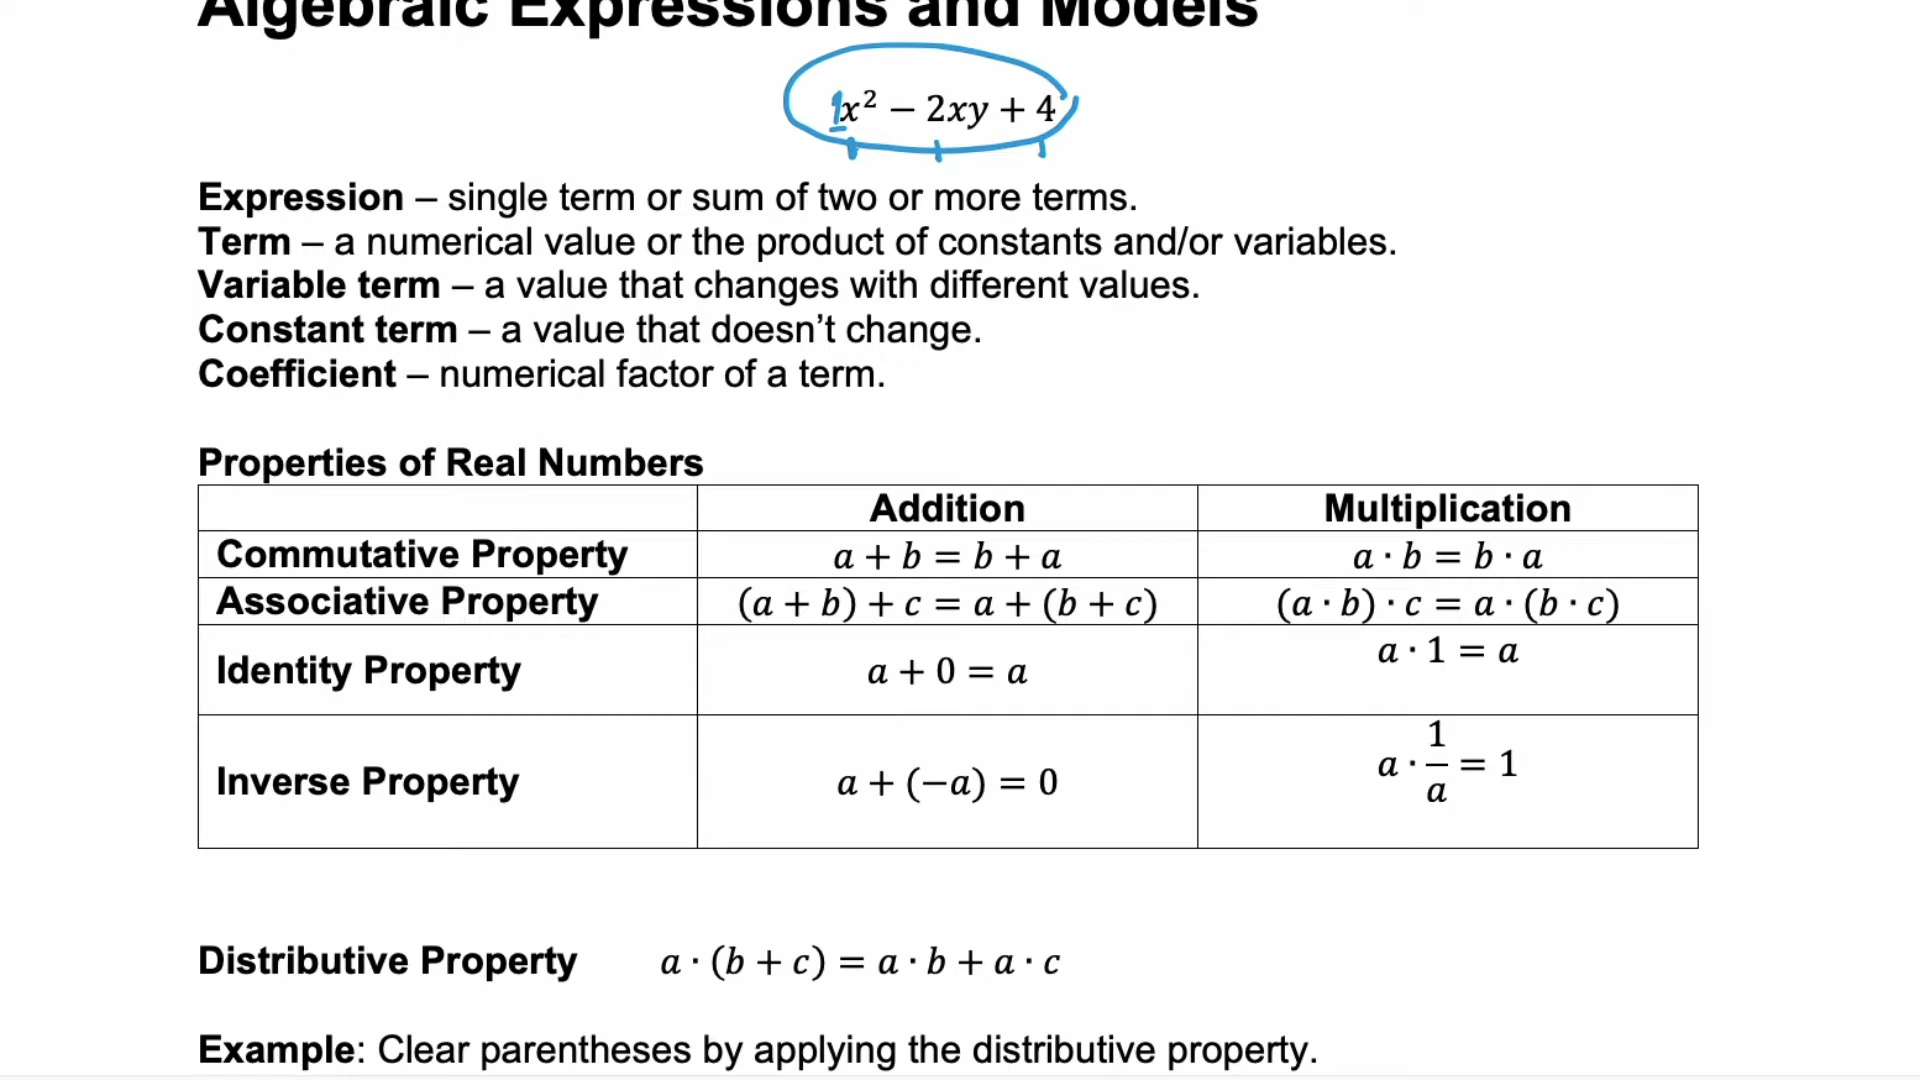 Algebraic Expressions and Models
1x² − 2xy + 4
Expression – single term or sum of two or more terms.
Term – a numerical value or the product of constants and/or variables.
Variable term – a value that changes with different values.
Constant term – a value that doesn’t change.
Coefficient – numerical factor of a term.
Properties of Real Numbers
Addition Multiplication
Commutative Property a + b = b + a a · b = b · a
Associative Property (a + b) + c = a + (b + c) (a · b) · c = a · (b · c)
Identity Property a + 0 = a a · 1 = a
Inverse Property a + (−a) = 0 a · 1/a = 1
Distributive Property a · (b + c) = a · b + a · c
Example: Clear parentheses by applying the distributive property.